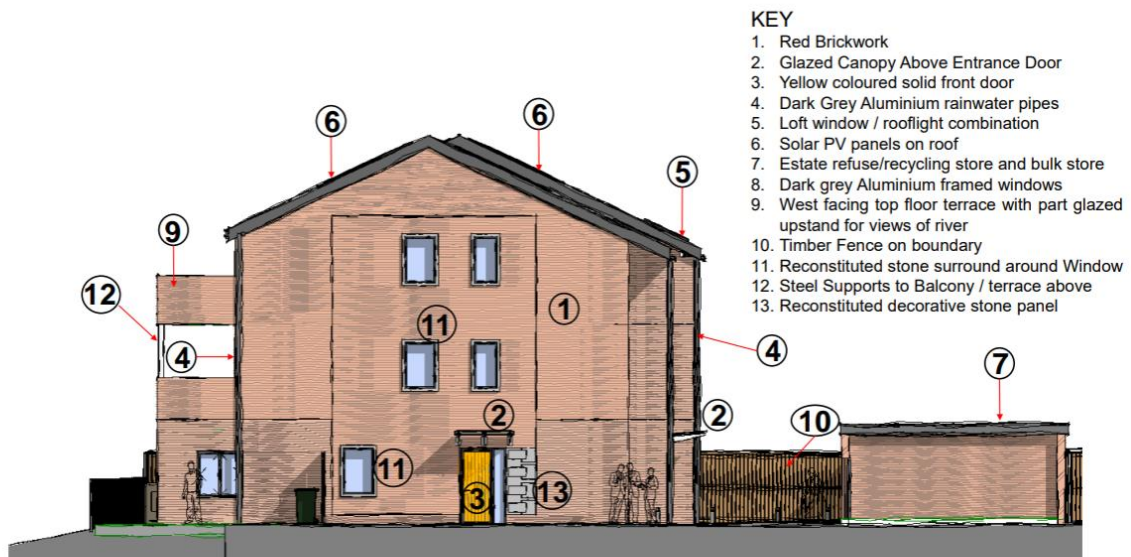 KEY
1. Red Brickwork
2. Glazed Canopy Above Entrance Door
3. Yellow coloured solid front door
4. Dark Grey Aluminium rainwater pipes
5. Loft window / rooflight combination
6. Solar PV panels on roof
7. Estate refuse/recycling store and bulk store
8. Dark grey Aluminium framed windows
9. West facing top floor terrace with part glazed
upstand for views of river
10. Timber Fence on boundary
11. Reconstituted stone surround around Window
12. Steel Supports to Balcony / terrace above
13. Reconstituted decorative stone panel
6
6
5
9
12
1
11
4
4
7
2
2
10
11
3
13